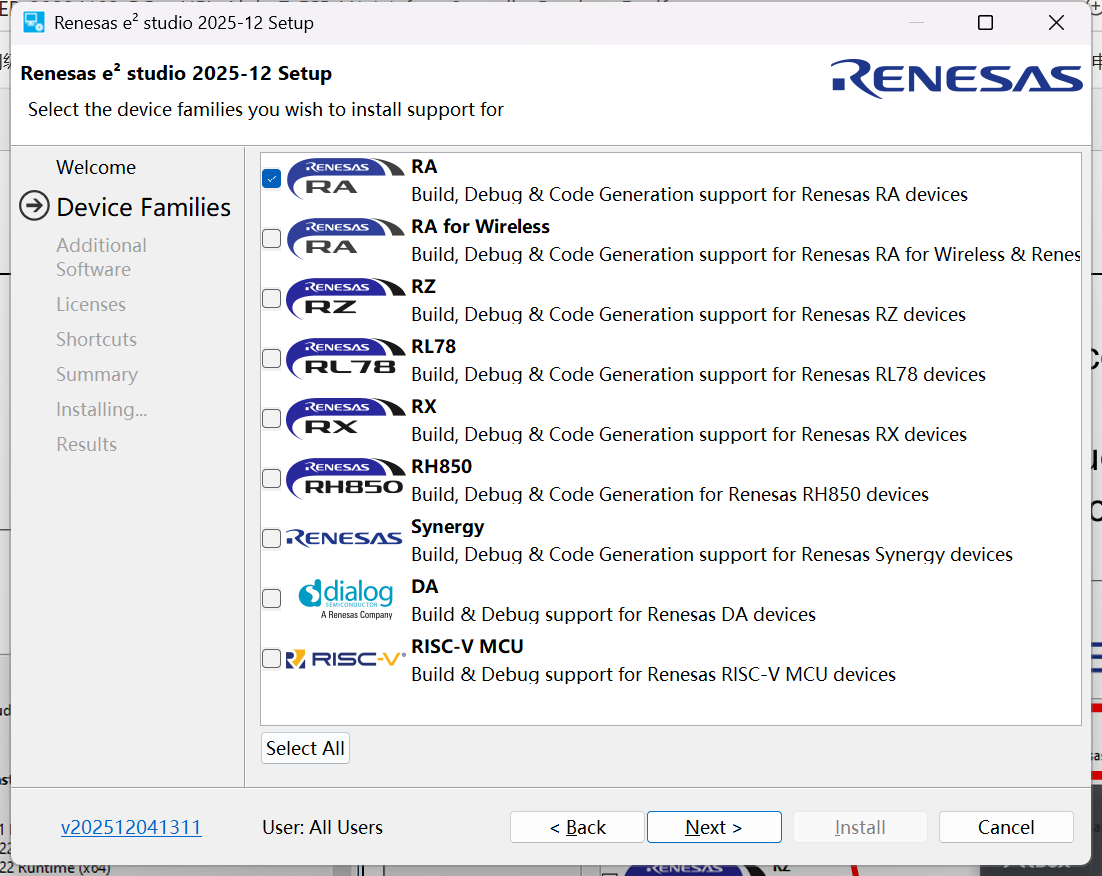 Renesas e² studio 2025-12 Setup
Renesas e² studio 2025-12 Setup
RENESAS
Select the device families you wish to install support for
Welcome
Device Families
Additional
Software
Licenses
Shortcuts
Summary
Installing...
Results
RENESAS
RA
RA
Build, Debug & Code Generation support for Renesas RA devices
RENESAS
RA
RA for Wireless
Build, Debug & Code Generation support for Renesas RA for Wireless & Renes
RENESAS
RZ
RZ
Build, Debug & Code Generation support for Renesas RZ devices
RENESAS
RL78
RL78
Build, Debug & Code Generation support for Renesas RL78 devices
RENESAS
RX
RX
Build, Debug & Code Generation support for Renesas RX devices
RENESAS
RH850
RH850
Build, Debug & Code Generation for Renesas RH850 devices
RENESAS
Synergy
Build, Debug & Code Generation support for Renesas Synergy devices
dialog
SEMICONDUCTOR
A Renesas Company
DA
Build & Debug support for Renesas DA devices
RISC-V
RISC-V MCU
Build & Debug support for Renesas RISC-V MCU devices
Select All
v202512041311
User: All Users
< Back
Next >
Install
Cancel
22 Runtime (x64)
RENESAS
RZ